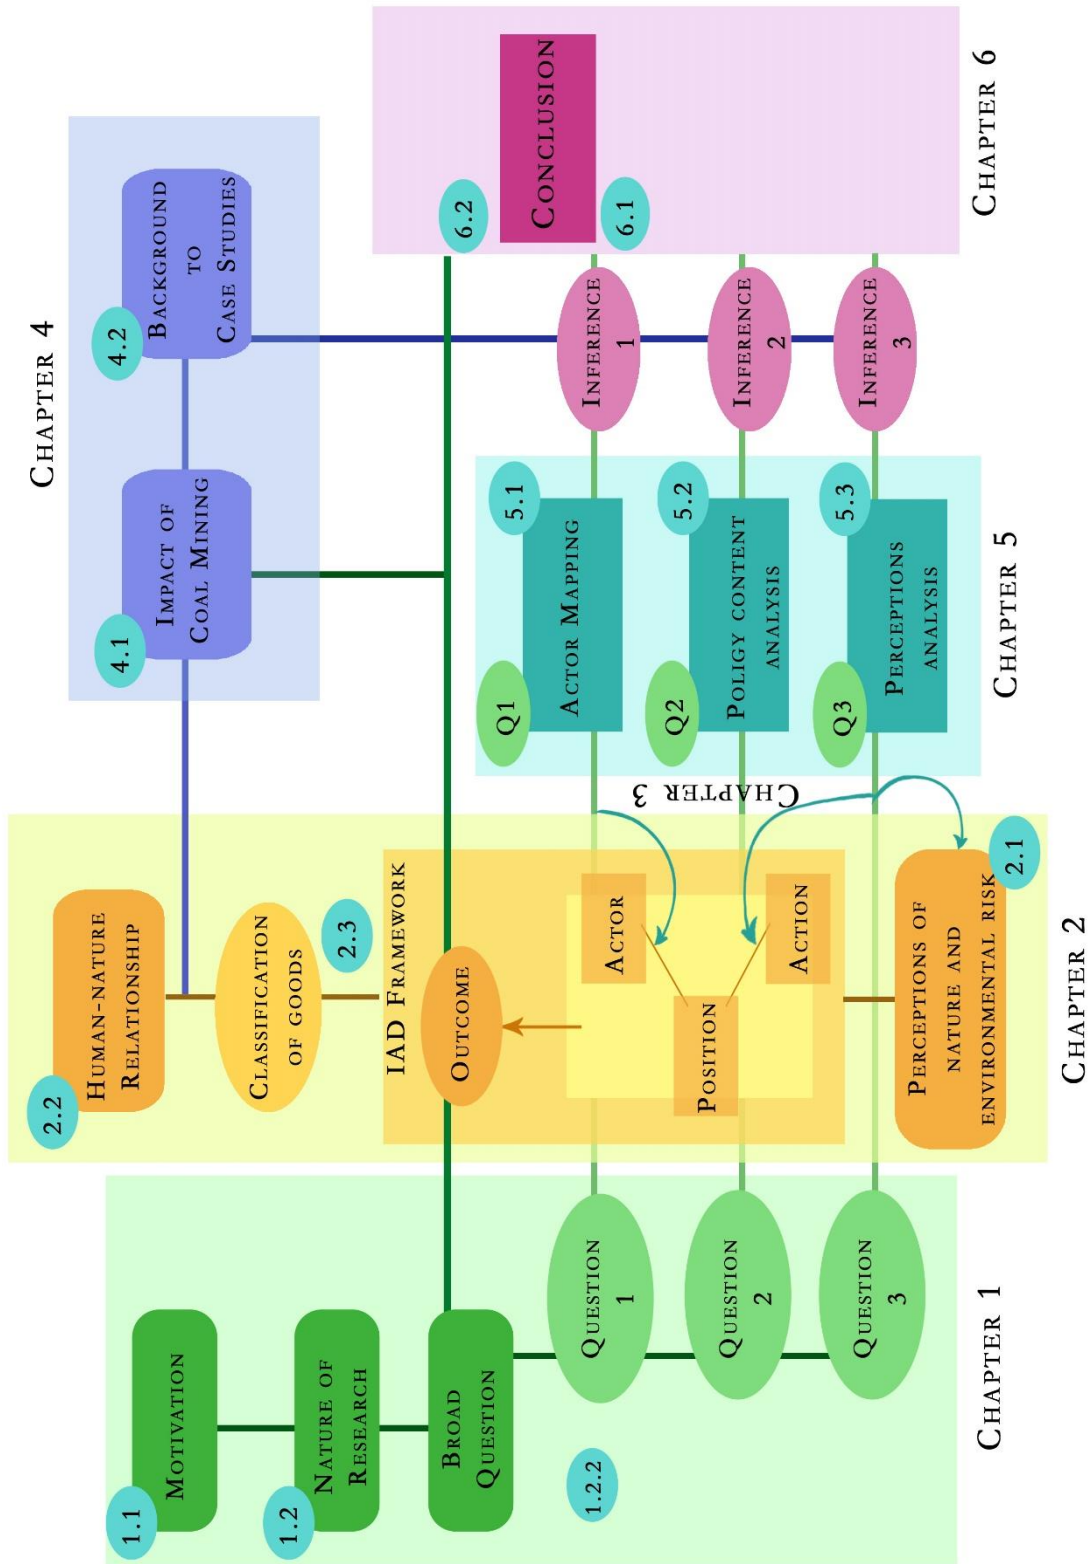 CHAPTER 4
4.1
IMPACT OF
COAL MINING
4.2
BACKGROUND
TO
CASE STUDIES
1.1
MOTIVATION
1.2
NATURE OF
RESEARCH
BROAD
QUESTION
1.2.2
QUESTION
1
QUESTION
2
QUESTION
3
CHAPTER 1
2.2
HUMAN-NATURE
RELATIONSHIP
CLASSIFICATION
OF GOODS
2.3
IAD FRAMEWORK
OUTCOME
ACTOR
POSITION
ACTION
PERCEPTIONS OF
NATURE AND
ENVIRONMENTAL RISK
2.1
CHAPTER 2
CHAPTER 3
Q1
5.1
ACTOR MAPPING
Q2
5.2
POLIGY CONTENT
ANALYSIS
Q3
5.3
PERCEPTIONS
ANALYSIS
CHAPTER 5
INFERENCE
1
INFERENCE
2
INFERENCE
3
6.2
CONCLUSION
6.1
CHAPTER 6